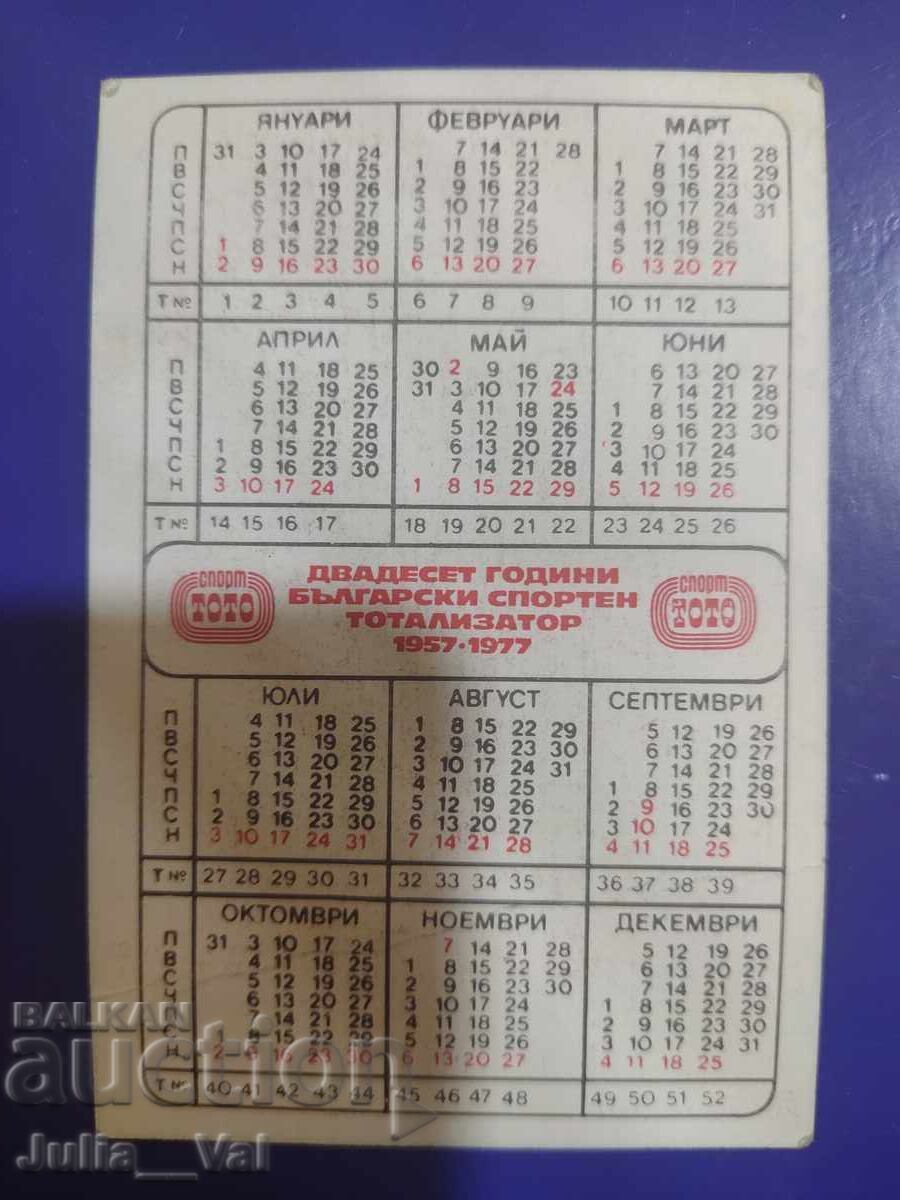 ЯНУАРИ ФЕВРУАРИ МАРТ
П 31 3 10 17 24 7 14 21 28 7 14 21 28
В 4 11 18 25 1 8 15 22 1 8 15 22 29
С 5 12 19 26 2 9 16 23 2 9 16 23 30
Ч 6 13 20 27 3 10 17 24 3 10 17 24 31
П 7 14 21 28 4 11 18 25 4 11 18 25
С 1 8 15 22 29 5 12 19 26 5 12 19 26
Н 2 9 16 23 30 6 13 20 27 6 13 20 27
Т № 1 2 3 4 5 6 7 8 9 10 11 12 13
АПРИЛ МАЙ ЮНИ
П 4 11 18 25 30 2 9 16 23 6 13 20 27
В 5 12 19 26 31 3 10 17 24 7 14 21 28
С 6 13 20 27 4 11 18 25 1 8 15 22 29
Ч 7 14 21 28 5 12 19 26 2 9 16 23 30
П 1 8 15 22 29 6 13 20 27 3 10 17 24
С 2 9 16 23 30 7 14 21 28 4 11 18 25
Н 3 10 17 24 1 8 15 22 29 5 12 19 26
Т № 14 15 16 17 18 19 20 21 22 23 24 25 26
спорт ТОТО
ДВАДЕСЕТ ГОДИНИ
БЪЛГАРСКИ СПОРТЕН
ТОТАЛИЗАТОР
1957·1977
спорт ТОТО
ЮЛИ АВГУСТ СЕПТЕМВРИ
П 4 11 18 25 1 8 15 22 29 5 12 19 26
В 5 12 19 26 2 9 16 23 30 6 13 20 27
С 6 13 20 27 3 10 17 24 31 7 14 21 28
Ч 7 14 21 28 4 11 18 25 1 8 15 22 29
П 1 8 15 22 29 5 12 19 26 2 9 16 23 30
С 2 9 16 23 30 6 13 20 27 3 10 17 24
Н 3 10 17 24 31 7 14 21 28 4 11 18 25
Т № 27 28 29 30 31 32 33 34 35 36 37 38 39
ОКТОМВРИ НОЕМВРИ ДЕКЕМВРИ
П 31 3 10 17 24 7 14 21 28 5 12 19 26
В 4 11 18 25 1 8 15 22 29 6 13 20 27
С 5 12 19 26 2 9 16 23 30 7 14 21 28
Ч 6 13 20 27 3 10 17 24 1 8 15 22 29
П 7 14 21 28 4 11 18 25 2 9 16 23 30
С 1 8 15 22 29 5 12 19 26 3 10 17 24 31
Н 2 9 16 23 30 6 13 20 27 4 11 18 25
Т № 40 41 42 43 44 45 46 47 48 49 50 51 52
BALKAN
auction
Julia__Val